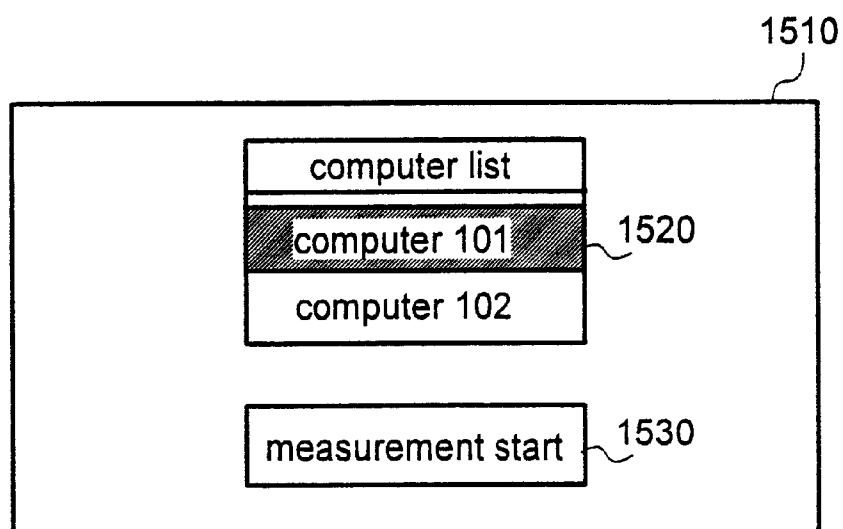 1510
computer list
computer 101
1520
computer 102
measurement start
1530